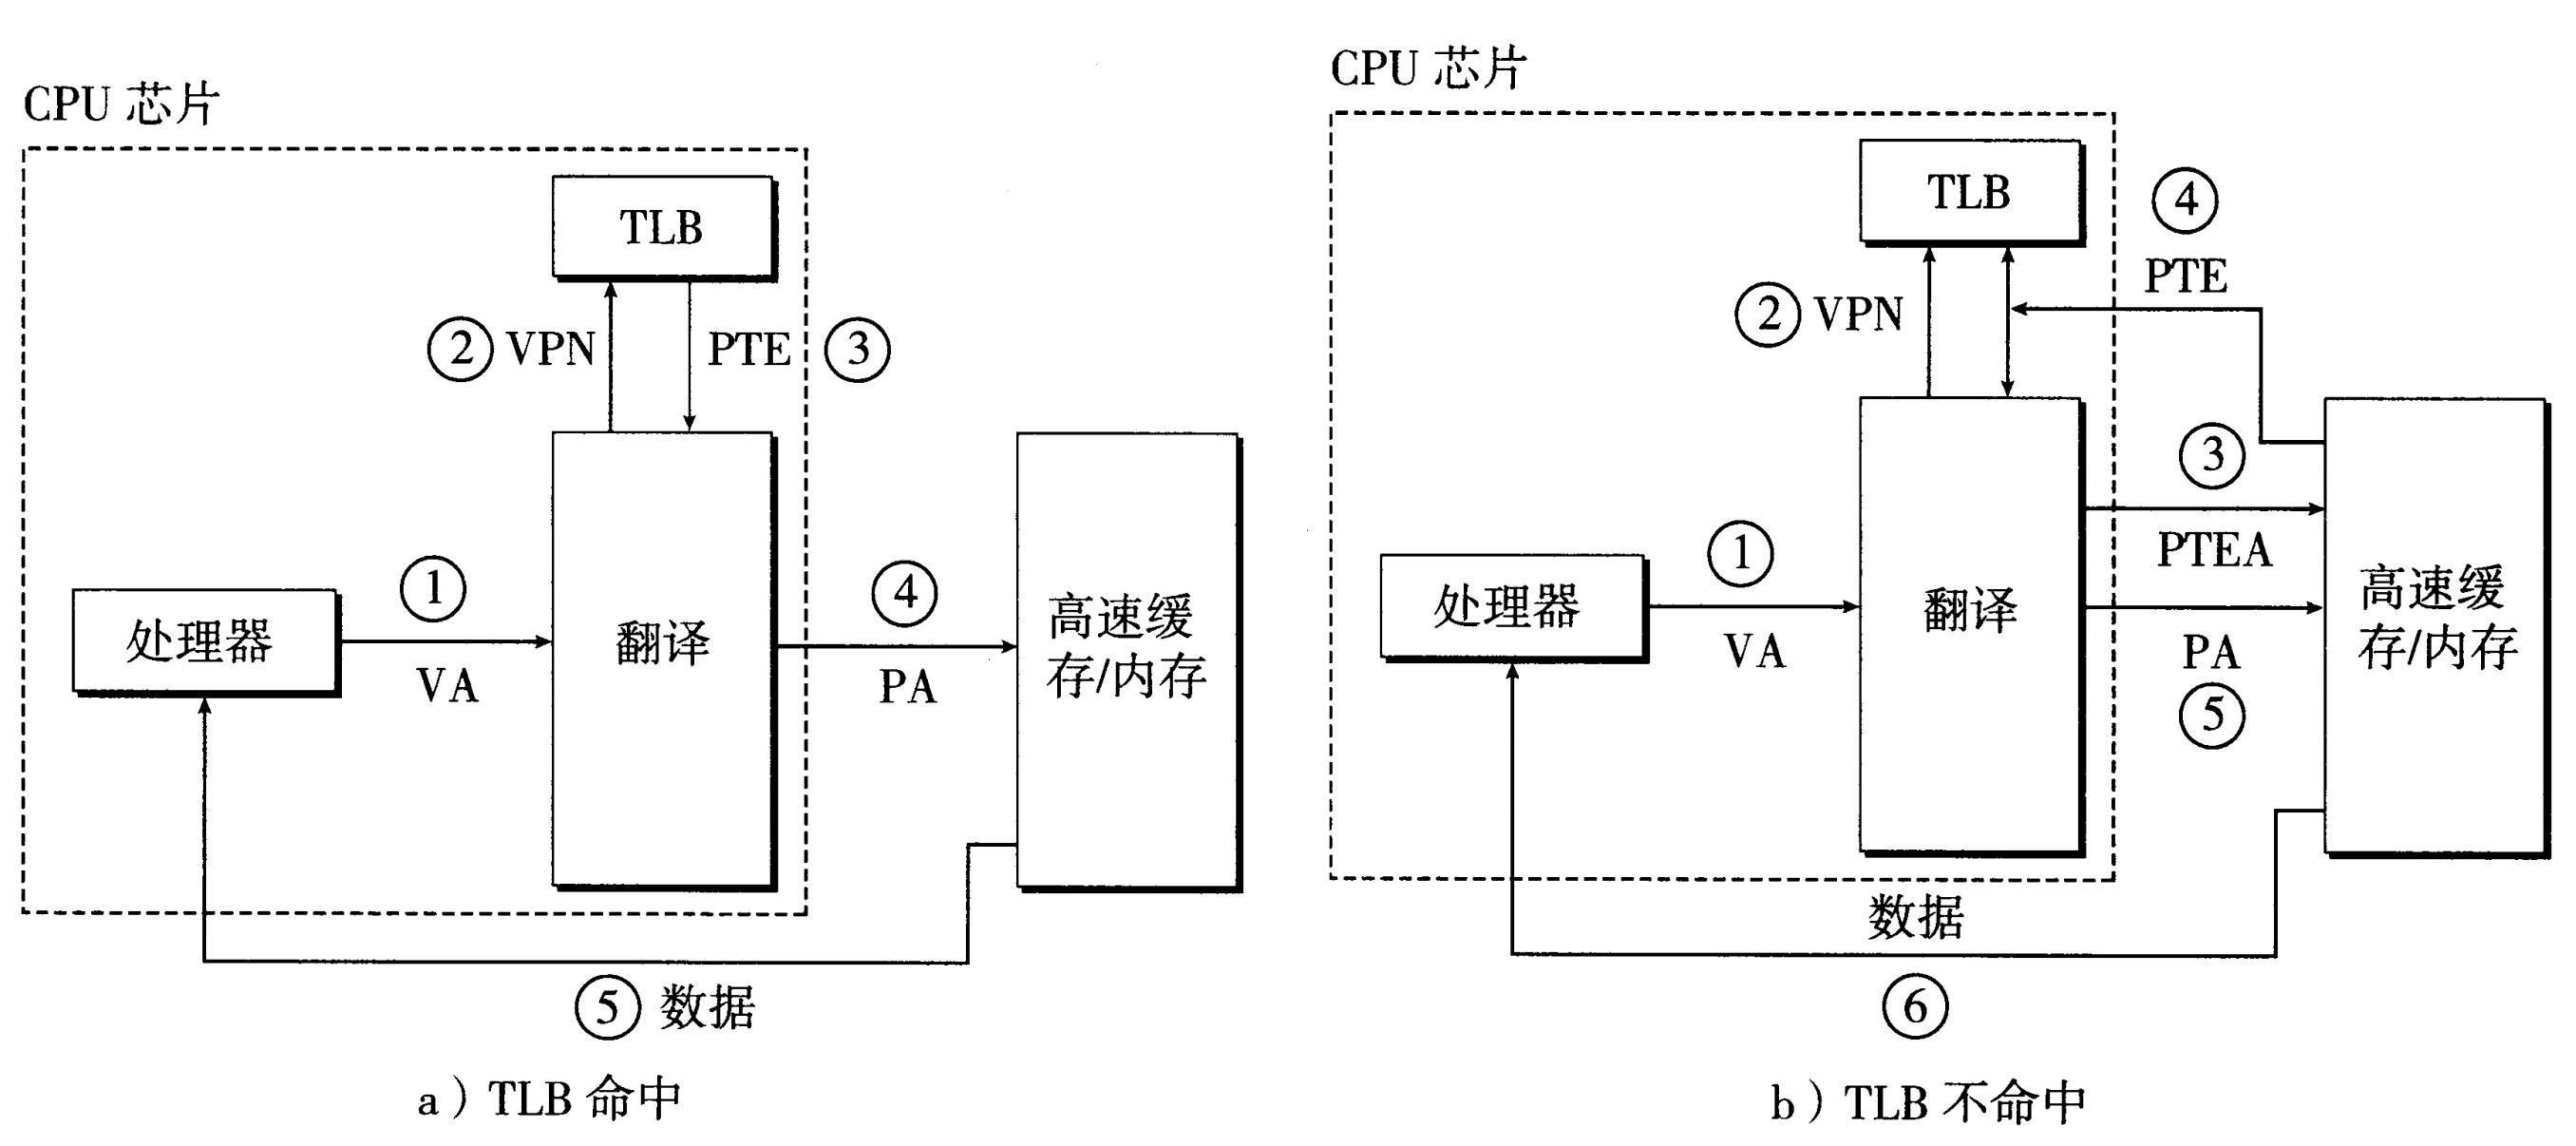 CPU 芯片
TLB
② VPN
PTE ③
处理器
①
VA
翻译
④
PA
高速缓
存/内存
⑤ 数据
a）TLB 命中
CPU 芯片
TLB
④
PTE
② VPN
③
PTEA
处理器
①
VA
翻译
PA
⑤
高速缓
存/内存
数据
⑥
b）TLB 不命中